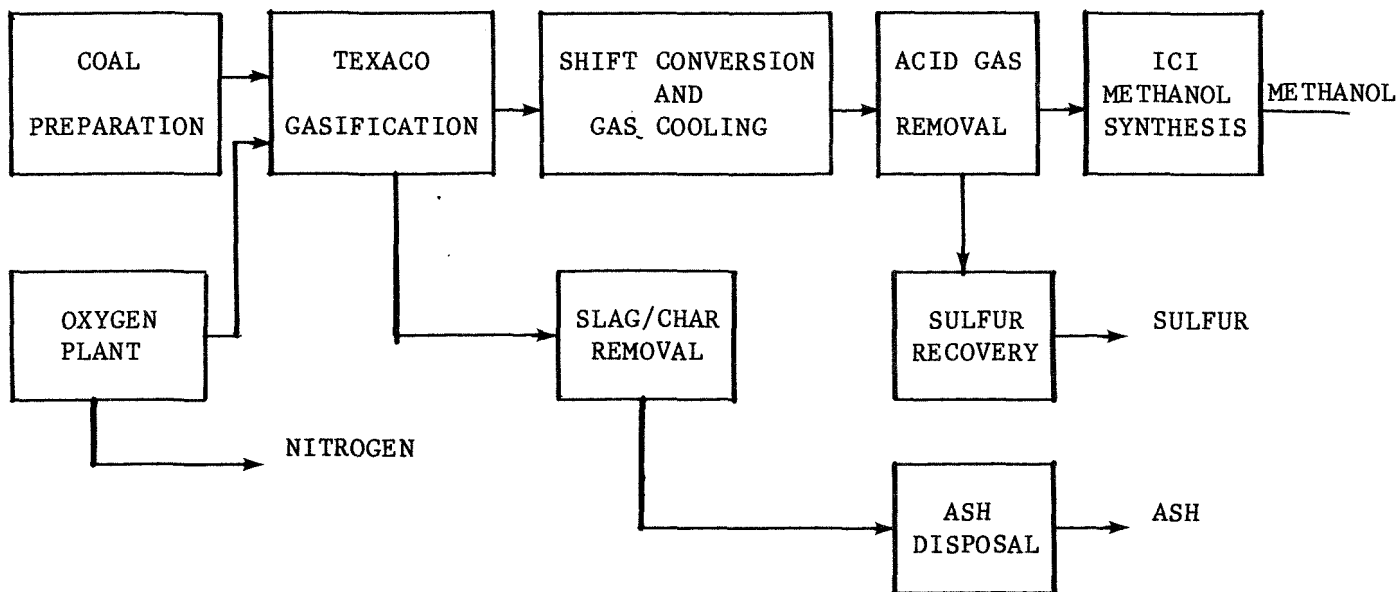 COAL
PREPARATION
TEXACO
GASIFICATION
SHIFT CONVERSION
AND
GAS COOLING
ACID GAS
REMOVAL
ICI
METHANOL
SYNTHESIS
METHANOL
OXYGEN
PLANT
SLAG/CHAR
REMOVAL
SULFUR
RECOVERY
SULFUR
NITROGEN
ASH
DISPOSAL
ASH